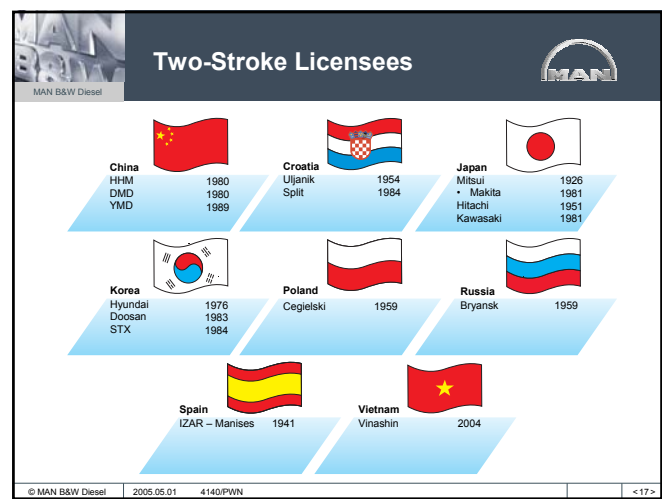 Two-Stroke Licensees
MAN
MAN B&W Diesel
China
HHM 1980
DMD 1980
YMD 1989
Croatia
Uljanik 1954
Split 1984
Japan
Mitsui 1926
• Makita 1981
Hitachi 1951
Kawasaki 1981
Korea
Hyundai 1976
Doosan 1983
STX 1984
Poland
Cegielski 1959
Russia
Bryansk 1959
Spain
IZAR – Manises 1941
Vietnam
Vinashin 2004
© MAN B&W Diesel 2005.05.01 4140/PWN <17>